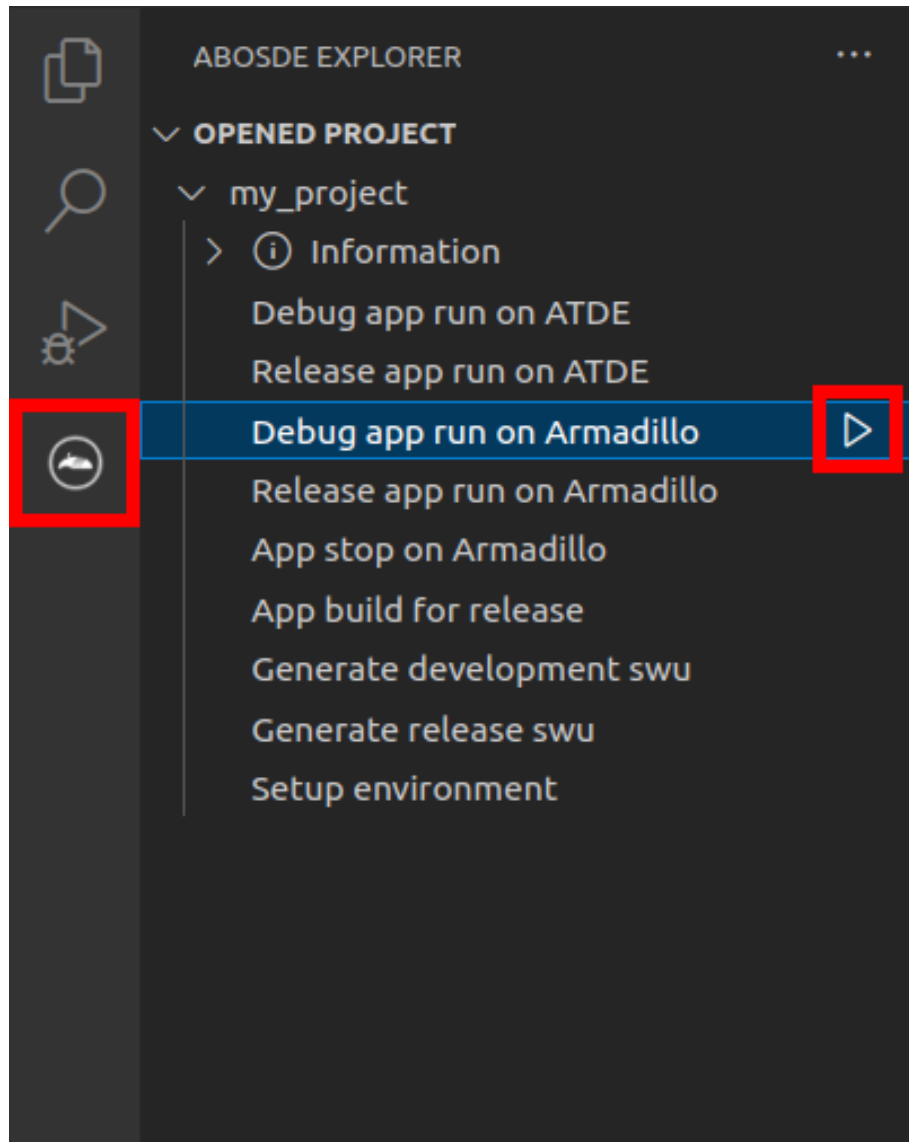 ABOSDE EXPLORER
OPENED PROJECT
my_project
Information
Debug app run on ATDE
Release app run on ATDE
Debug app run on Armadillo
Release app run on Armadillo
App stop on Armadillo
App build for release
Generate development swu
Generate release swu
Setup environment